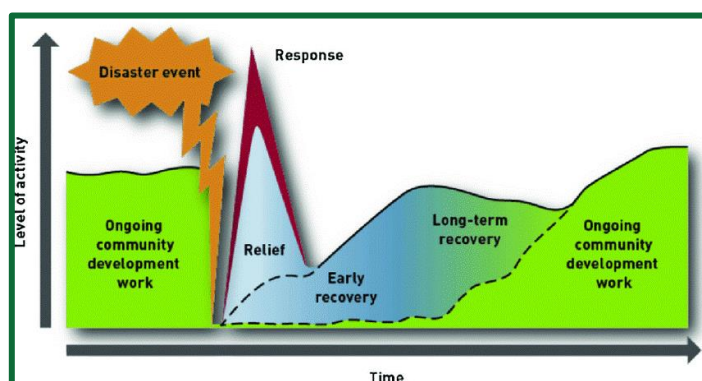 Disaster event
Response
Level of activity
Ongoing
community
development
work
Relief
Early
recovery
Long-term
recovery
Ongoing
community
development
work
Time